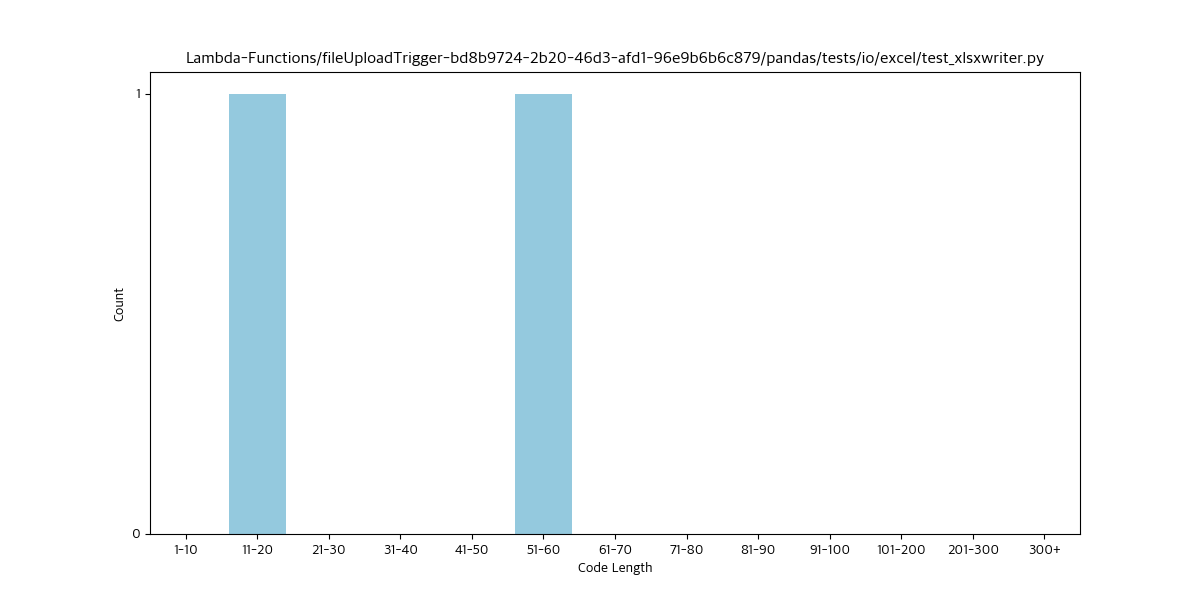 Lambda-Functions/fileUploadTrigger-bd8b9724-2b20-46d3-afd1-96e9b6b6c879/pandas/tests/io/excel/test_xlsxwriter.py
1
Count
0
1-10 11-20 21-30 31-40 41-50 51-60 61-70 71-80 81-90 91-100 101-200 201-300 300+
Code Length